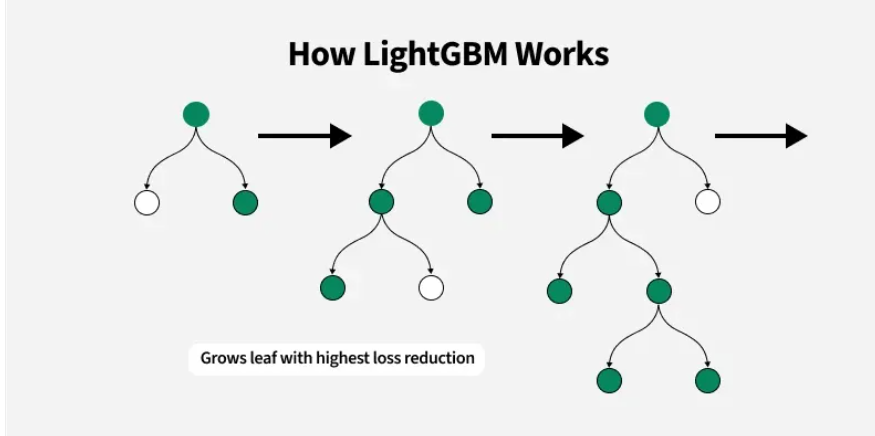 How LightGBM Works
Grows leaf with highest loss reduction